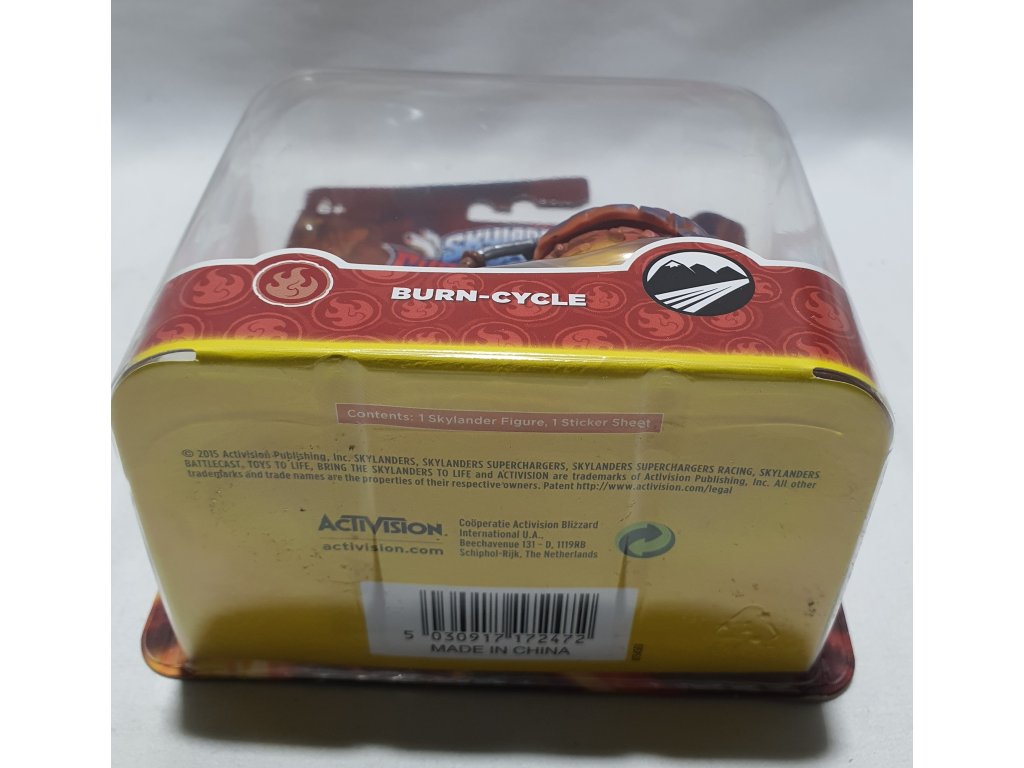 6+
SKYLANDERS
BURN-CYCLE
Contents: 1 Skylander Figure, 1 Sticker Sheet
© 2015 Activision Publishing, Inc. SKYLANDERS, SKYLANDERS SUPERCHARGERS, SKYLANDERS SUPERCHARGERS RACING, SKYLANDERS
BATTLECAST, TOYS TO LIFE, BRING THE SKYLANDERS TO LIFE and ACTIVISION are trademarks of Activision Publishing, Inc. All other
trademarks and trade names are the properties of their respective owners. Patent http://www.activision.com/legal
ACTIVISION.
activision.com
Coöperatie Activision Blizzard
International U.A.,
Beechavenue 131 - D, 1119RB
Schiphol-Rijk, The Netherlands
5 030917 172472
MADE IN CHINA